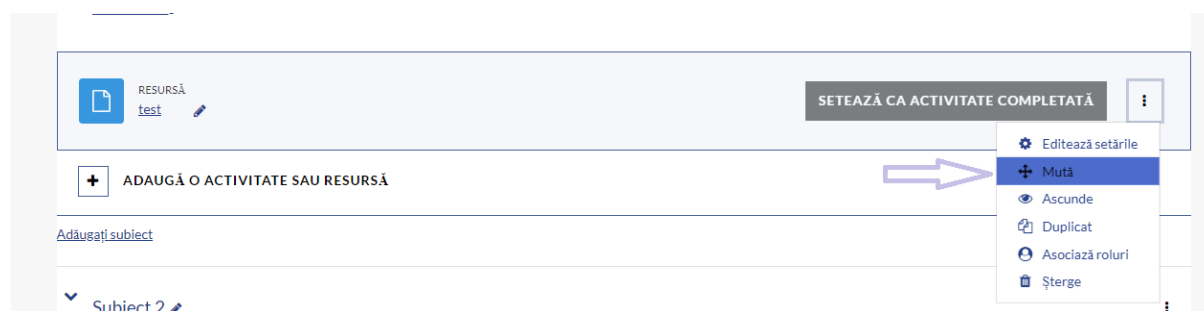 RESURSĂ
test
SETEAZĂ CA ACTIVITATE COMPLETATĂ
Editează setările
Mută
Ascunde
Duplicat
Asociază roluri
Șterge
ADAUGĂ O ACTIVITATE SAU RESURSĂ
Adăugați subiect
Subiect 2